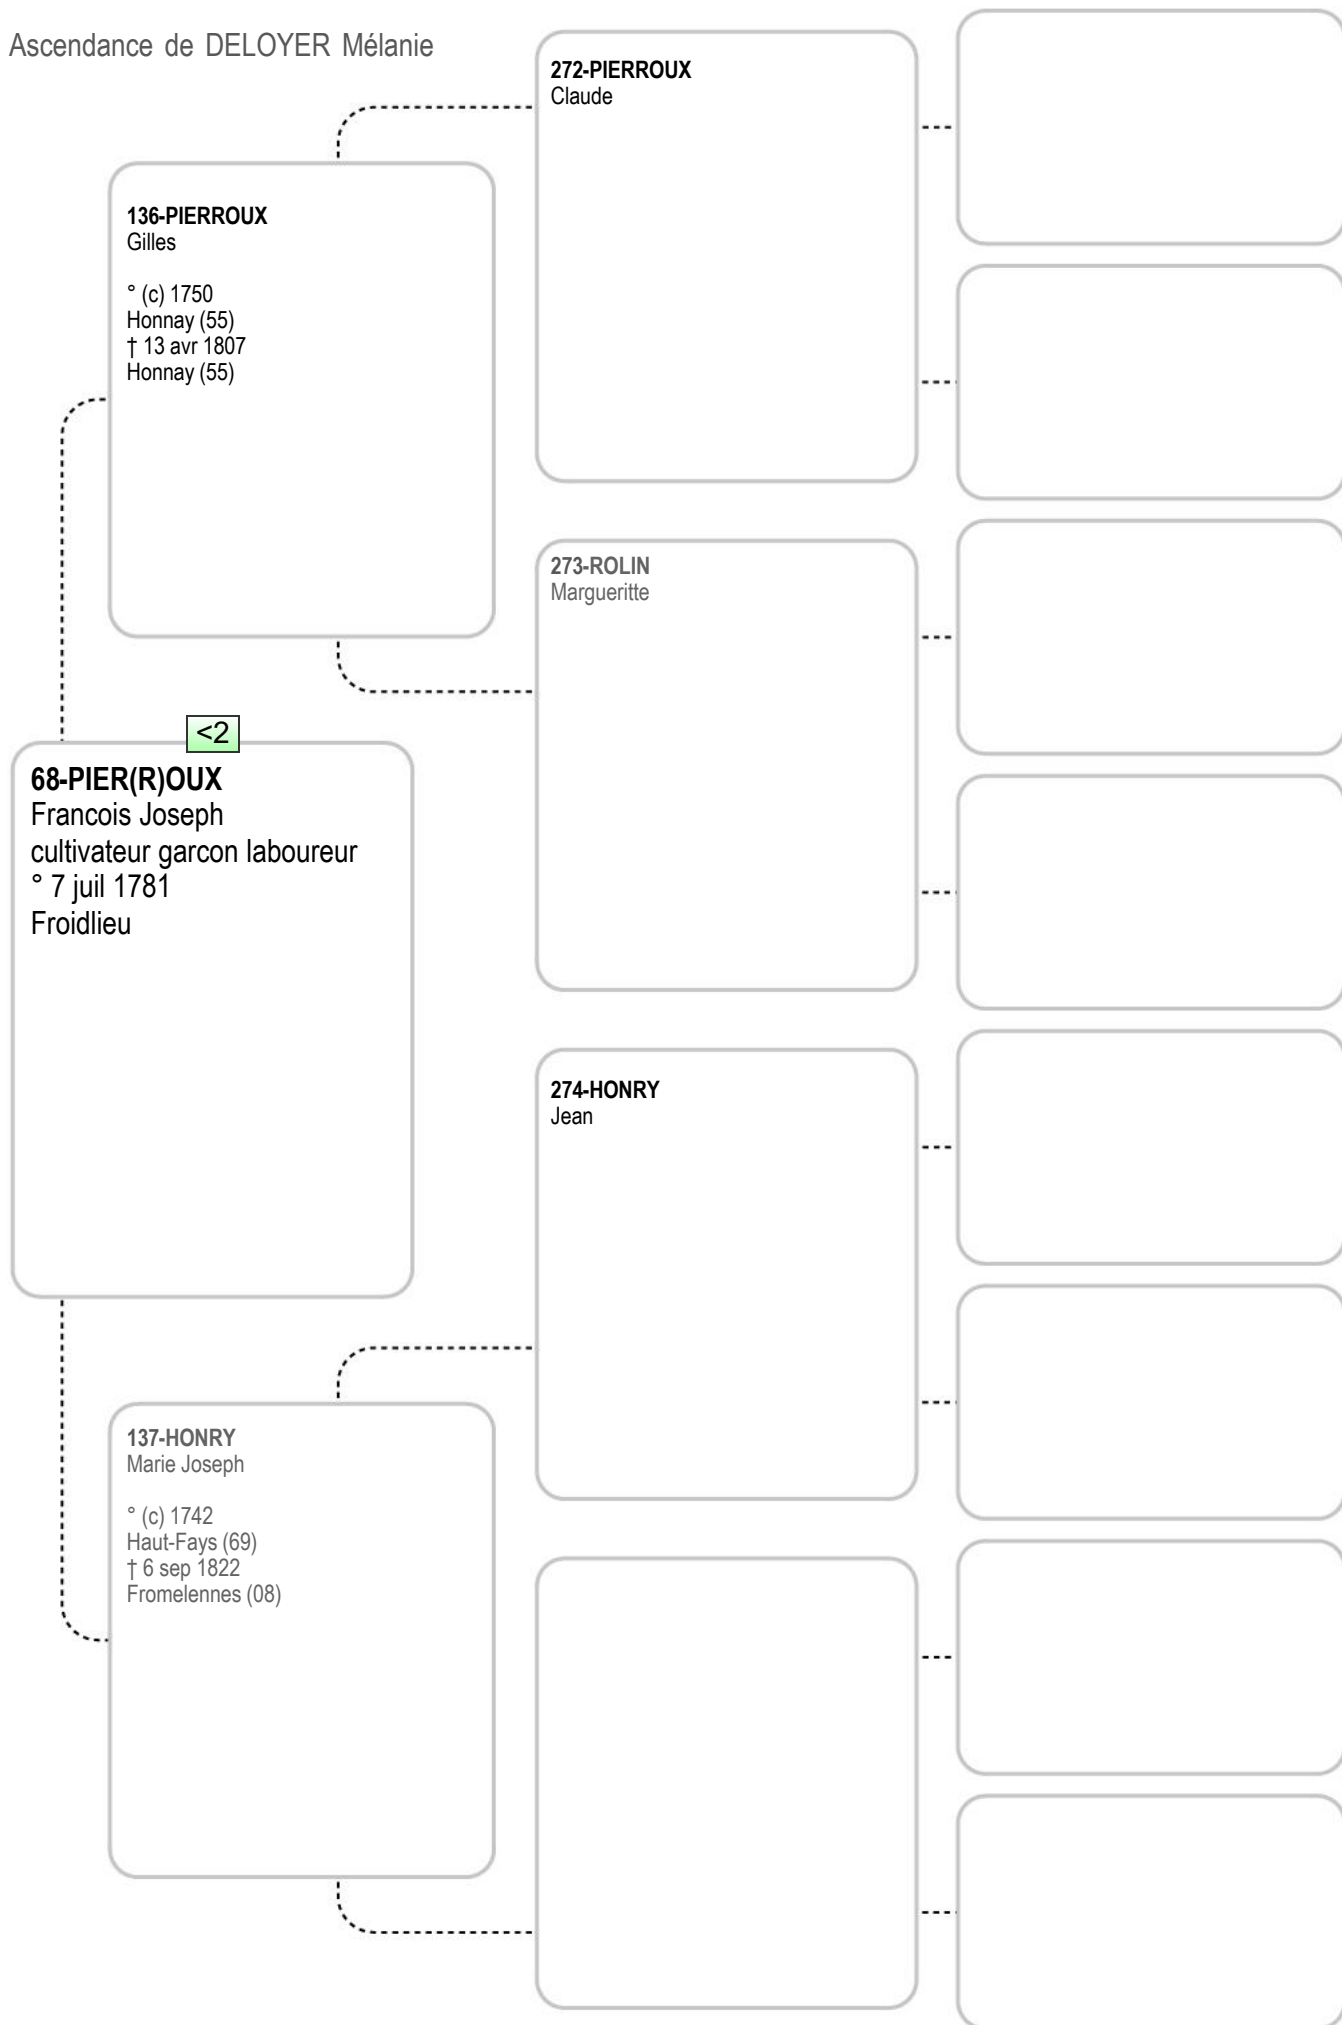 Ascendance de DELOYER Mélanie
272-PIERROUX
Claude
136-PIERROUX
Gilles
° (c) 1750
Honnay (55)
† 13 avr 1807
Honnay (55)
273-ROLIN
Margueritte
<2
68-PIER(R)OUX
Francois Joseph
cultivateur garcon laboureur
° 7 juil 1781
Froidlieu
274-HONRY
Jean
137-HONRY
Marie Joseph
° (c) 1742
Haut-Fays (69)
† 6 sep 1822
Fromelennes (08)